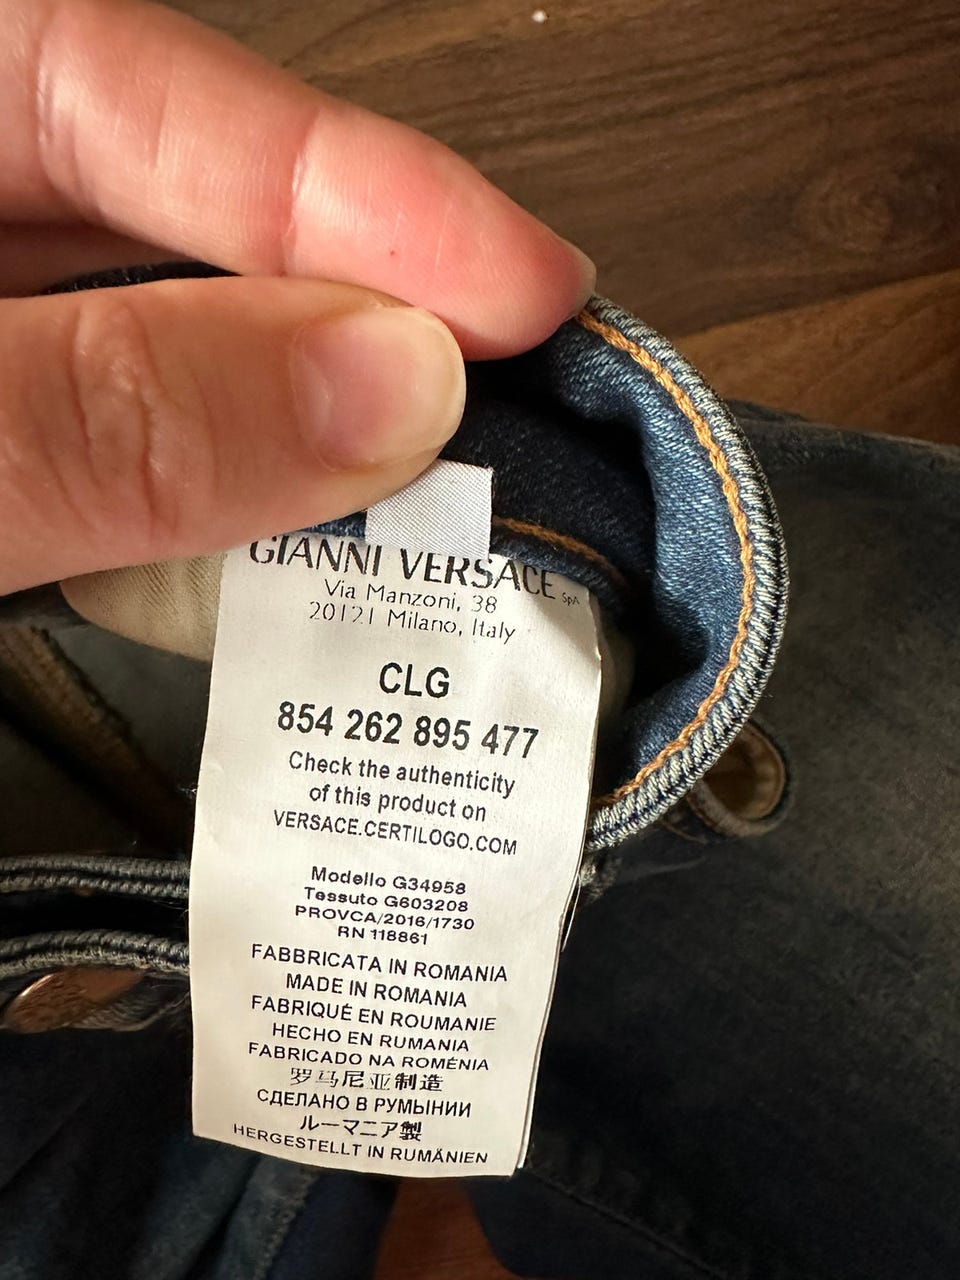 GIANNI VERSACE SpA
Via Manzoni, 38
20121 Milano, Italy
CLG
854 262 895 477
Check the authenticity
of this product on
VERSACE.CERTILOGO.COM
Modello G34958
Tessuto G603208
PROVCA/2016/1730
RN 118861
FABBRICATA IN ROMANIA
MADE IN ROMANIA
FABRIQUÉ EN ROUMANIE
HECHO EN RUMANIA
FABRICADO NA ROMÉNIA
罗马尼亚制造
СДЕЛАНО В РУМЫНИИ
ルーマニア製
HERGESTELLT IN RUMÄNIEN